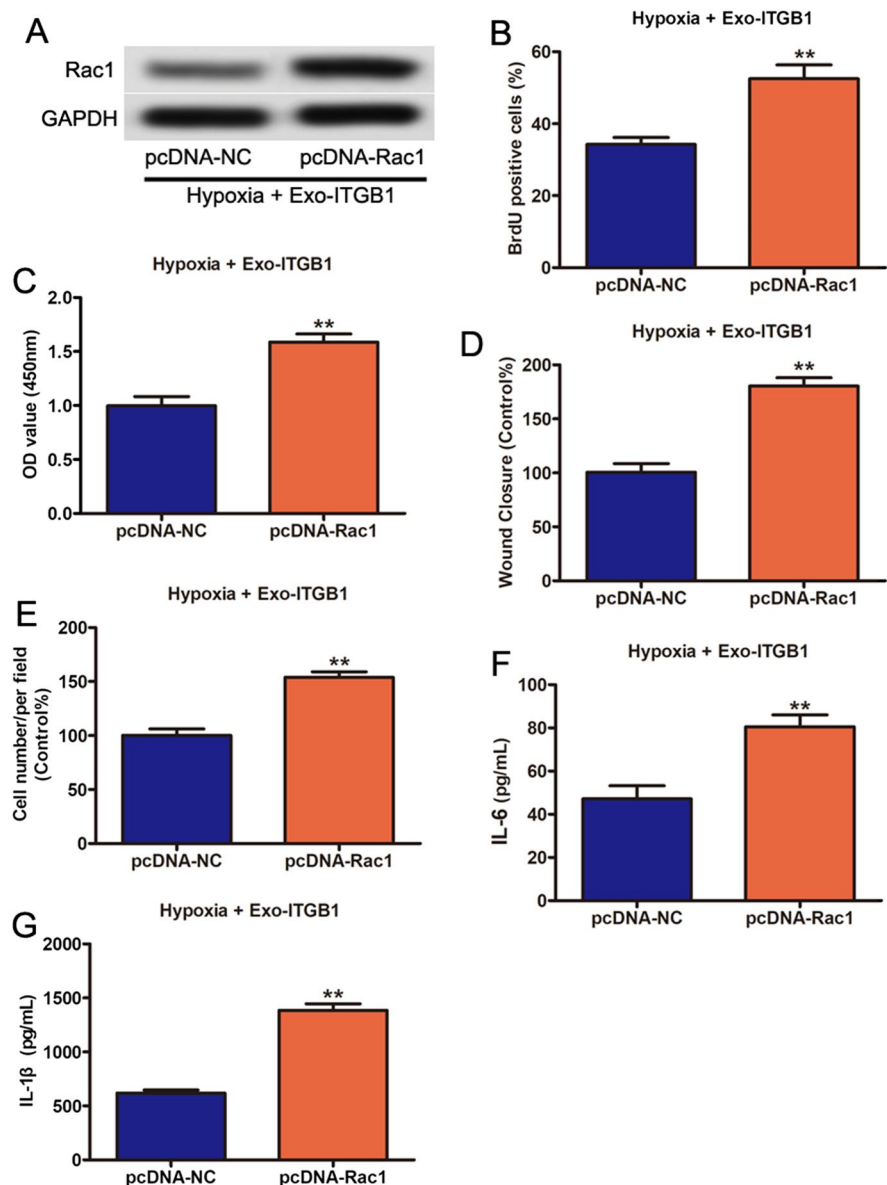 A
Rac1
GAPDH
pcDNA-NC pcDNA-Rac1
Hypoxia + Exo-ITGB1
B
Hypoxia + Exo-ITGB1
BrdU positive cells (%)
60
40
20
0
**
pcDNA-NC pcDNA-Rac1
C
Hypoxia + Exo-ITGB1
OD value (450nm)
2.0
1.5
1.0
0.5
0.0
**
pcDNA-NC pcDNA-Rac1
D
Hypoxia + Exo-ITGB1
Wound Closure (Control%)
200
150
100
50
0
**
pcDNA-NC pcDNA-Rac1
E
Hypoxia + Exo-ITGB1
Cell number/per field
(Control%)
200
150
100
50
0
**
pcDNA-NC pcDNA-Rac1
F
Hypoxia + Exo-ITGB1
IL-6 (pg/mL)
100
80
60
40
20
0
**
pcDNA-NC pcDNA-Rac1
G
Hypoxia + Exo-ITGB1
IL-1β (pg/mL)
2000
1500
1000
500
0
**
pcDNA-NC pcDNA-Rac1